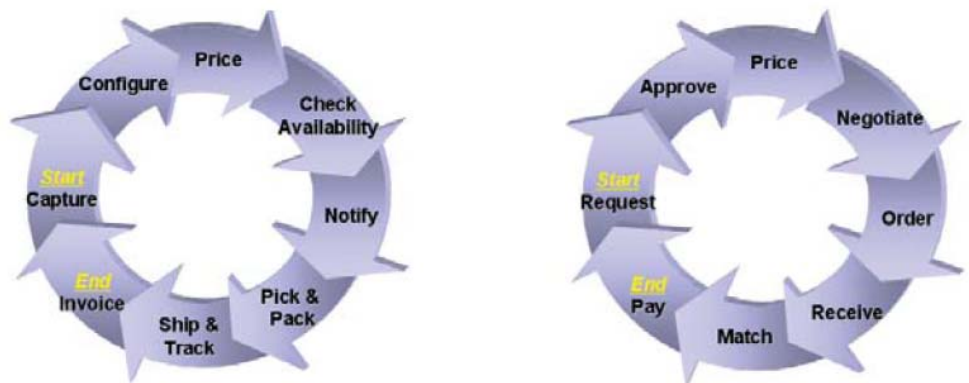 Start
Capture
Configure
Price
Check
Availability
Notify
Pick &
Pack
Ship &
Track
End
Invoice
Start
Request
Approve
Price
Negotiate
Order
Receive
Match
End
Pay